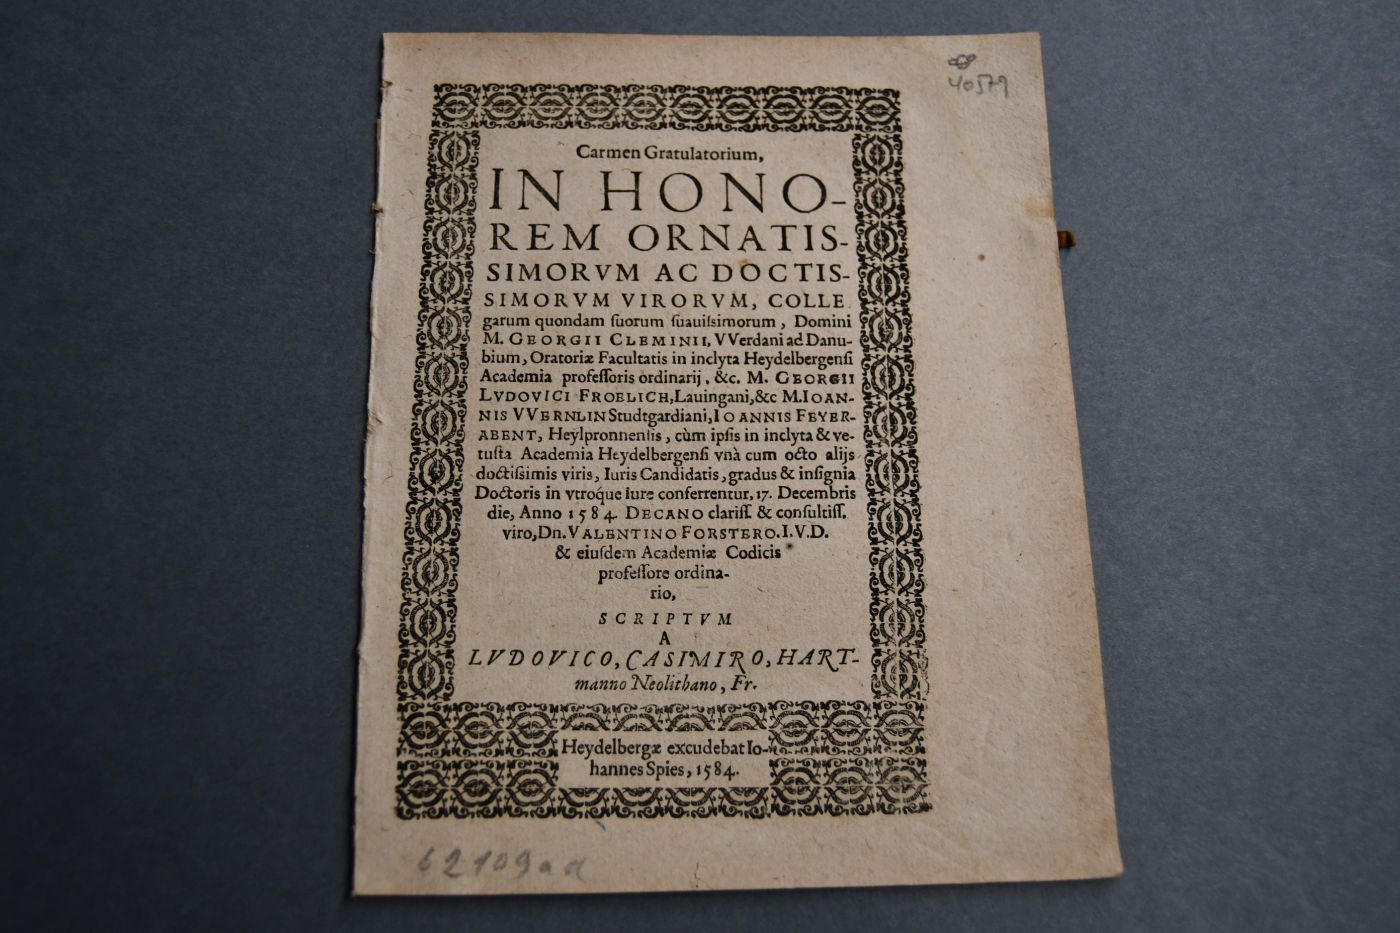 40579
Carmen Gratulatorium,
IN HONO-
REM ORNATIS-
SIMORVM AC DOCTIS-
SIMORVM VIRORVM, COLLE
garum quondam suorum suauissimorum, Domini
M. GEORGII CLEMINII, VVerdani ad Danu-
bium, Oratoriæ Facultatis in inclyta Heydelbergensi
Academia professoris ordinarij, &c. M. GEORGII
LVDOVICI FROELICH, Lauingani, &c M. IOAN-
NIS VVERNLIN Studtgardiani, IOANNIS FEYER-
ABENT, Heylpronnensis, cùm ipsis in inclyta & ve-
tusta Academia Heydelbergensi vnà cum octo alijs
doctissimis viris, Iuris Candidatis, gradus & insignia
Doctoris in vtroque Iure conferrentur, 17. Decembris
die, Anno 1584. DECANO clariss. & consultiss.
viro, Dn. VALENTINO FORSTERO. I. V. D.
& eiusdem Academiæ Codicis
professore ordina-
rio,
SCRIPTVM
A
LVDOVICO, CASIMIRO, HART-
manno Neolithano, Fr.
Heydelbergæ excudebat Io-
hannes Spies, 1584.
62109ad